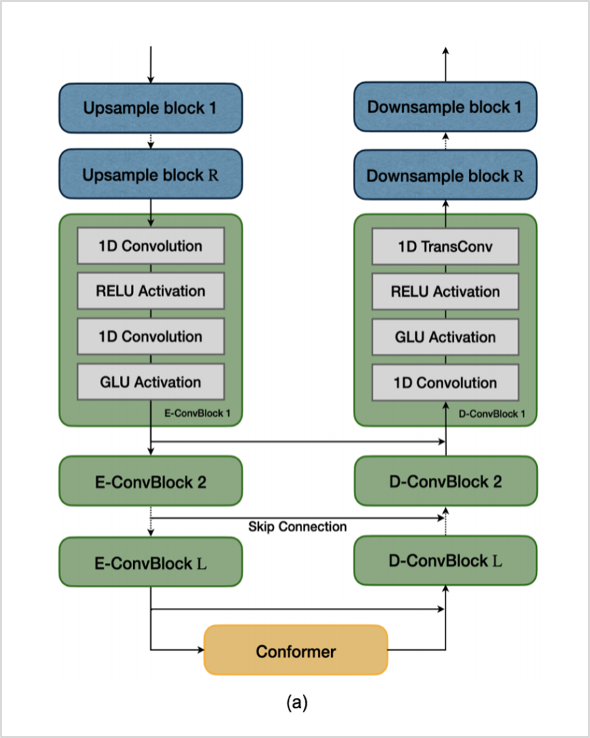 Upsample block 1
Upsample block R
1D Convolution
RELU Activation
1D Convolution
GLU Activation
E-ConvBlock 1
E-ConvBlock 2
E-ConvBlock L
Downsample block 1
Downsample block R
1D TransConv
RELU Activation
GLU Activation
1D Convolution
D-ConvBlock 1
D-ConvBlock 2
D-ConvBlock L
Skip Connection
Conformer
(a)